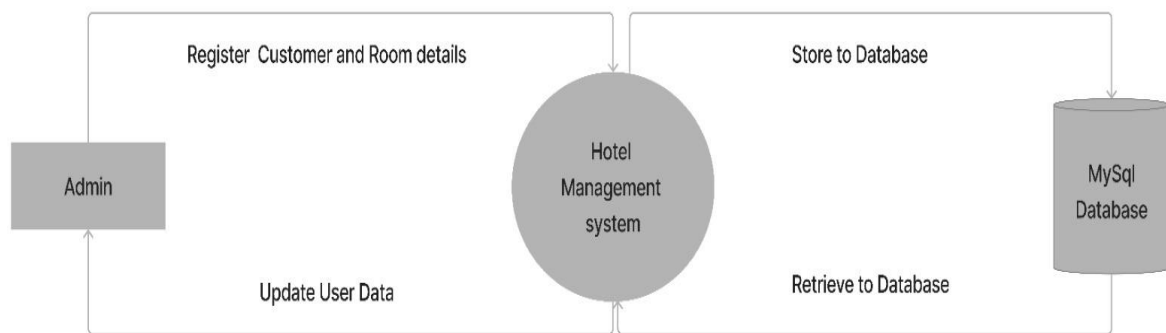 Register Customer and Room details
Store to Database
Admin
Hotel
Management
system
MySql
Database
Update User Data
Retrieve to Database